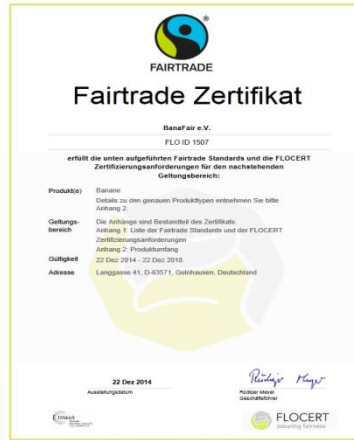 FAIRTRADE
Fairtrade Zertifikat
BanaFair e.V.
FLO ID 1507
erfüllt die unten aufgeführten Fairtrade Standards und die FLOCERT
Zertifizierungsanforderungen für den nachstehenden
Geltungsbereich:
Produkt(e) Banane
Details zu den genauen Produkttypen entnehmen Sie bitte
Anhang 2.
Geltungs-
bereich
Die Anhänge sind Bestandteil des Zertifikats:
Anhang 1: Liste der Fairtrade Standards und der FLOCERT
Zertifizierungsanforderungen
Anhang 2: Produktumfang
Gültigkeit 22 Dez 2014 - 22 Dez 2018
Adresse Langgasse 41, D-63571, Gelnhausen, Deutschland
22 Dez 2014
Ausstellungsdatum
Rüdiger Meyer
Geschäftsführer
DAkkS
FLOCERT
assuring fairness